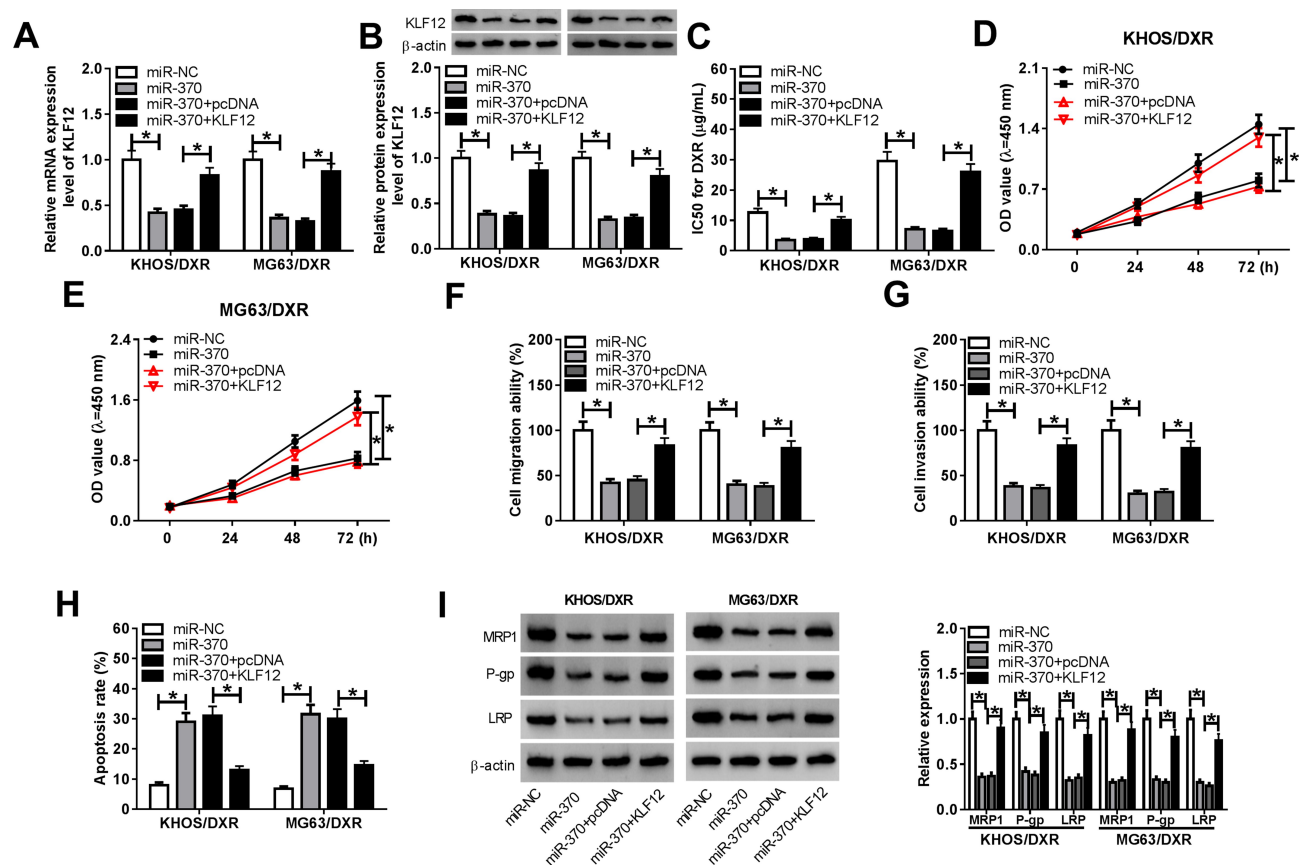 A
Relative mRNA expression
level of KLF12
2.0
1.5
1.0
0.5
0.0
miR-NC
miR-370
miR-370+pcDNA
miR-370+KLF12
* * * *
KHOS/DXR MG63/DXR
B
KLF12
β-actin
Relative protein expression
level of KLF12
2.0
1.5
1.0
0.5
0.0
miR-NC
miR-370
miR-370+pcDNA
miR-370+KLF12
* * * *
KHOS/DXR MG63/DXR
C
IC50 for DXR (μg/mL)
60
50
40
30
20
10
0
miR-NC
miR-370
miR-370+pcDNA
miR-370+KLF12
* * * *
KHOS/DXR MG63/DXR
D
KHOS/DXR
OD value (λ=450 nm)
2.1
1.4
0.7
0.0
miR-NC
miR-370
miR-370+pcDNA
miR-370+KLF12
* *
0 24 48 72 (h)
E
MG63/DXR
OD value (λ=450 nm)
2.4
1.6
0.8
0.0
miR-NC
miR-370
miR-370+pcDNA
miR-370+KLF12
* *
0 24 48 72 (h)
F
Cell migration ability (%)
200
150
100
50
0
miR-NC
miR-370
miR-370+pcDNA
miR-370+KLF12
* * * *
KHOS/DXR MG63/DXR
G
Cell invasion ability (%)
200
150
100
50
0
miR-NC
miR-370
miR-370+pcDNA
miR-370+KLF12
* * * *
KHOS/DXR MG63/DXR
H
Apoptosis rate (%)
60
50
40
30
20
10
0
miR-NC
miR-370
miR-370+pcDNA
miR-370+KLF12
* * * *
KHOS/DXR MG63/DXR
I
KHOS/DXR MG63/DXR
MRP1
P-gp
LRP
β-actin
miR-NC
miR-370
miR-370+pcDNA
miR-370+KLF12
miR-NC
miR-370
miR-370+pcDNA
miR-370+KLF12
Relative expression
2.0
1.5
1.0
0.5
0.0
miR-NC
miR-370
miR-370+pcDNA
miR-370+KLF12
* * * * * * * * * * * *
MRP1 P-gp LRP MRP1 P-gp LRP
KHOS/DXR MG63/DXR